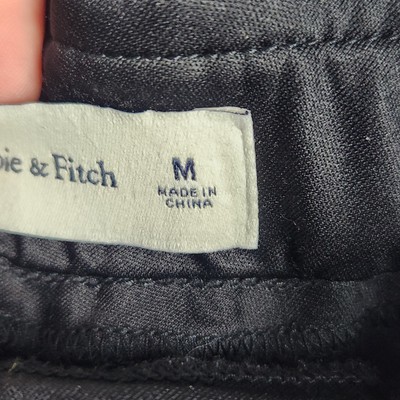 bie & Fitch
M
MADE IN
CHINA